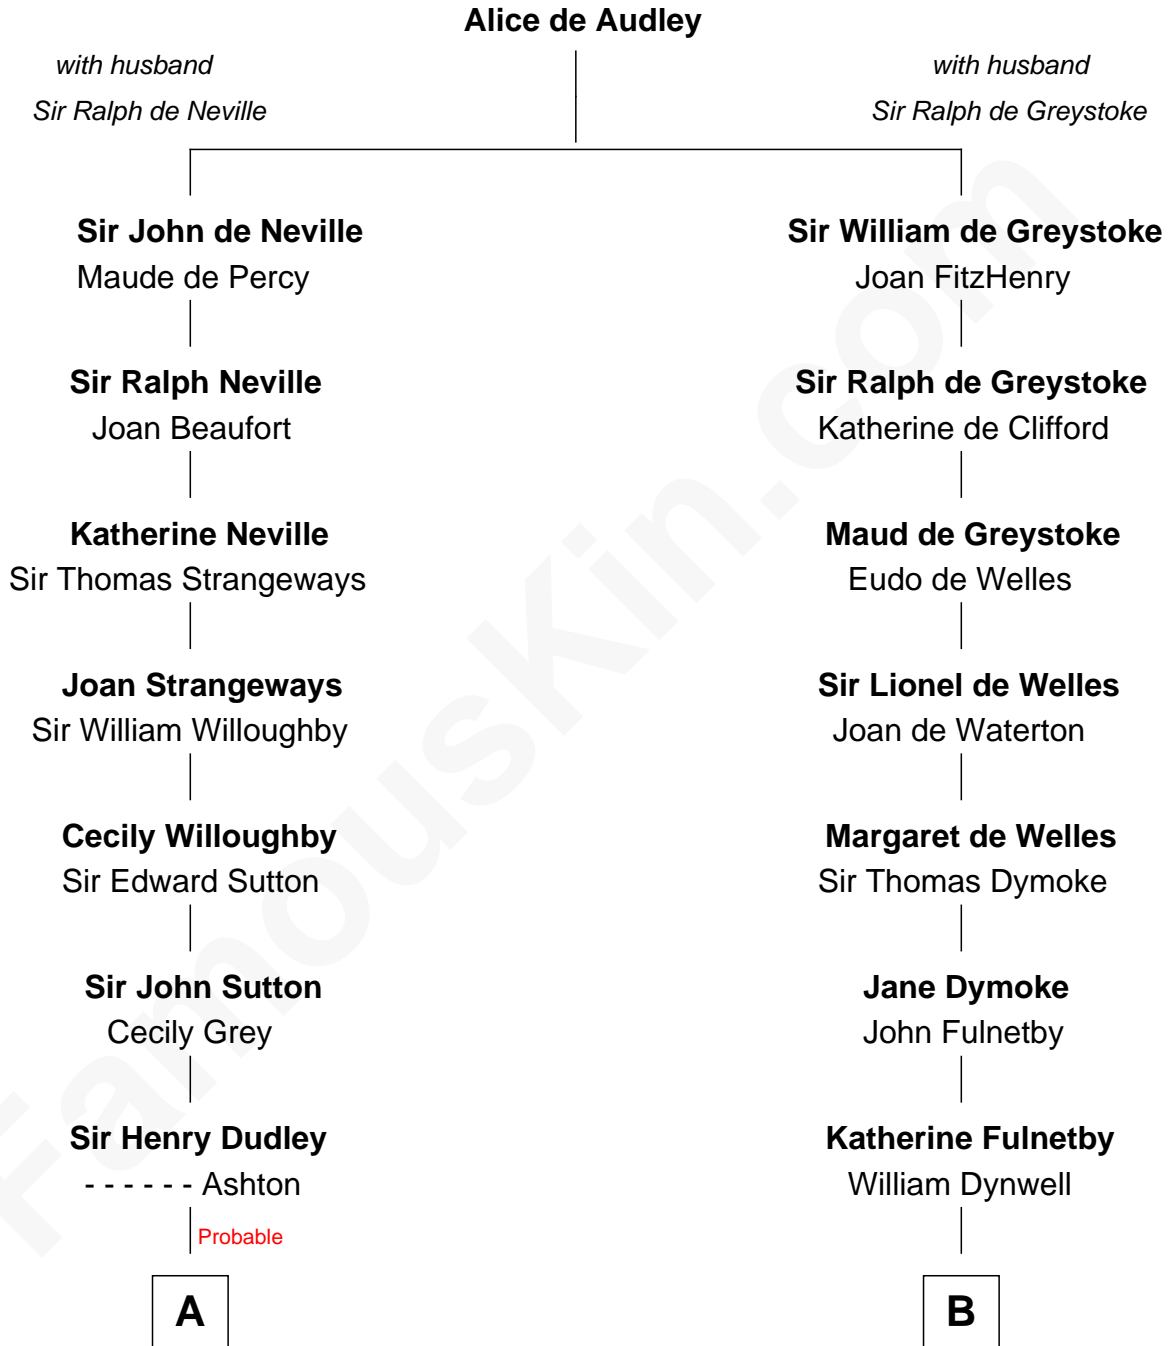 Alice de Audley
with husband
Sir Ralph de Neville
with husband
Sir Ralph de Greystoke
Sir John de Neville
Maude de Percy
Sir William de Greystoke
Joan FitzHenry
Sir Ralph Neville
Joan Beaufort
Sir Ralph de Greystoke
Katherine de Clifford
Katherine Neville
Sir Thomas Strangeways
Maud de Greystoke
Eudo de Welles
Joan Strangeways
Sir William Willoughby
Sir Lionel de Welles
Joan de Waterton
Cecily Willoughby
Sir Edward Sutton
Margaret de Welles
Sir Thomas Dymoke
Sir John Sutton
Cecily Grey
Jane Dymoke
John Fulnetby
Sir Henry Dudley
- - - - - - Ashton
Katherine Fulnetby
William Dynwell
Probable
A
B
FamousKin.com